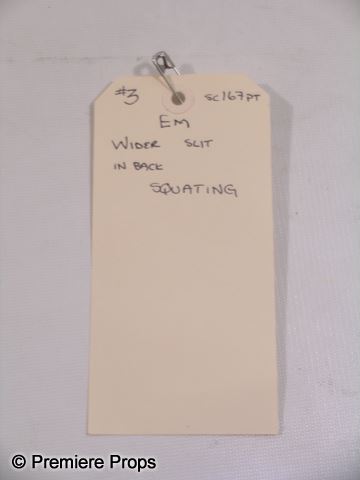 #3 SC167PT
EM
WIDER SLIT
IN BACK
SQUATING
© Premiere Props